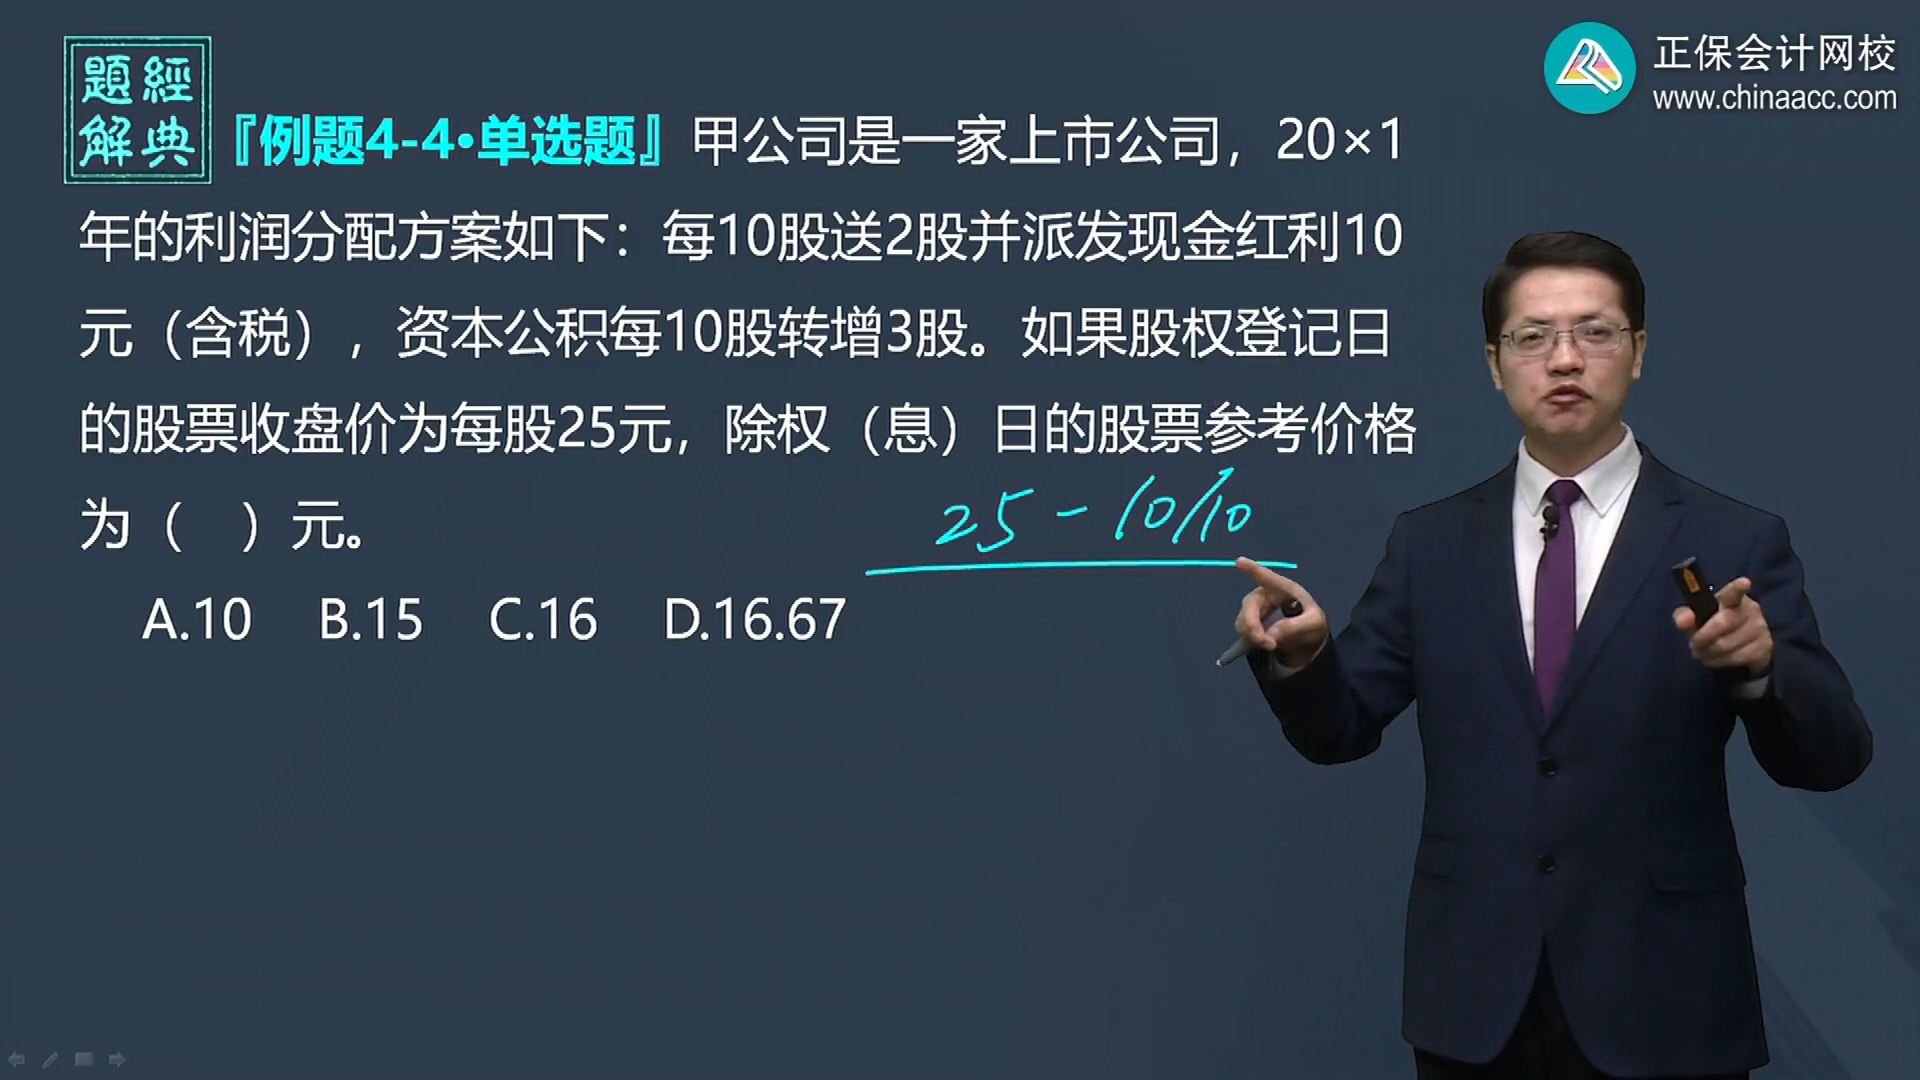 正保会计网校
www.chinaacc.com
經典
題解
『例题4-4•单选题』甲公司是一家上市公司，20×1
年的利润分配方案如下：每10股送2股并派发现金红利10
元（含税），资本公积每10股转增3股。如果股权登记日
的股票收盘价为每股25元，除权（息）日的股票参考价格
为（　）元。
25-10/10
A.10 B.15 C.16 D.16.67